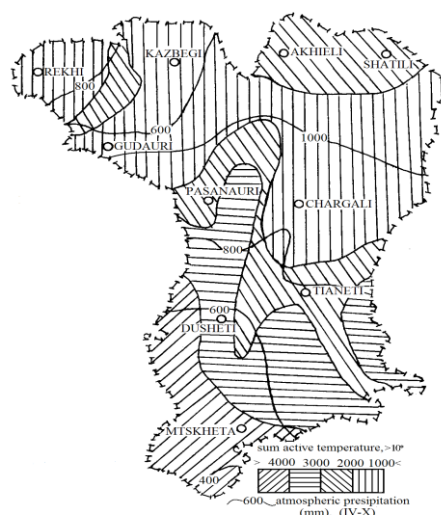 KAZBEGI
AKHIELI
SHATILI
REKHI
800
600
1000
GUDAURI
PASANAURI
CHARGALI
800
TIANETI
600
DUSHETI
MTSKHETA
sum active temperature,>10°
> 4000 3000 2000 1000<
400
600 atmospheric presipitation
(mm) (IV-X)